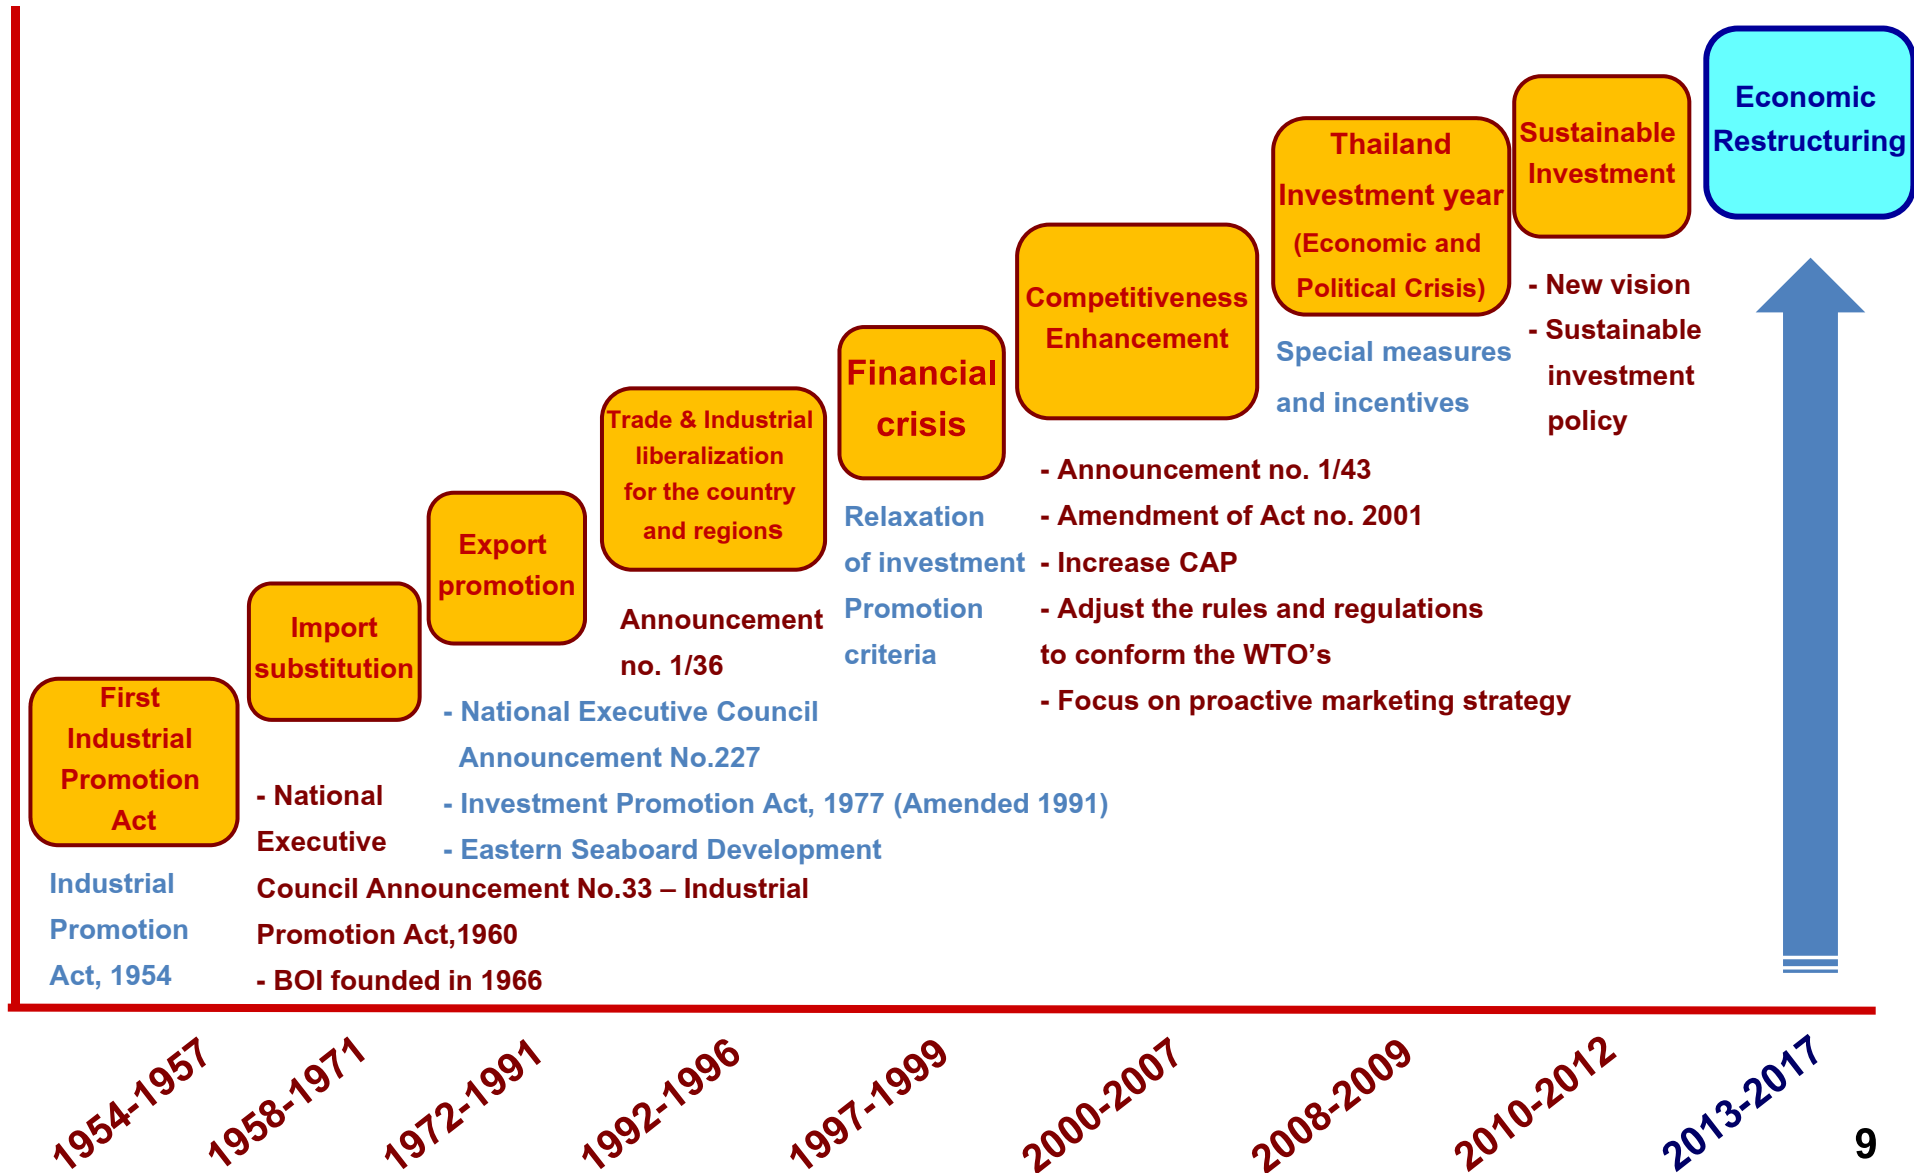 First
Industrial
Promotion
Act
Industrial
Promotion
Act, 1954
Import
substitution
- National
Executive
Council Announcement No.33 – Industrial
Promotion Act,1960
- BOI founded in 1966
Export
promotion
- National Executive Council
Announcement No.227
- Investment Promotion Act, 1977 (Amended 1991)
- Eastern Seaboard Development
Trade & Industrial
liberalization
for the country
and regions
Announcement
no. 1/36
Financial
crisis
Relaxation
of investment
Promotion
criteria
Competitiveness
Enhancement
- Announcement no. 1/43
- Amendment of Act no. 2001
- Increase CAP
- Adjust the rules and regulations
to conform the WTO’s
- Focus on proactive marketing strategy
Thailand
Investment year
(Economic and
Political Crisis)
Special measures
and incentives
Sustainable
Investment
- New vision
- Sustainable
investment
policy
Economic
Restructuring
1954-1957
1958-1971
1972-1991
1992-1996
1997-1999
2000-2007
2008-2009
2010-2012
2013-2017
9